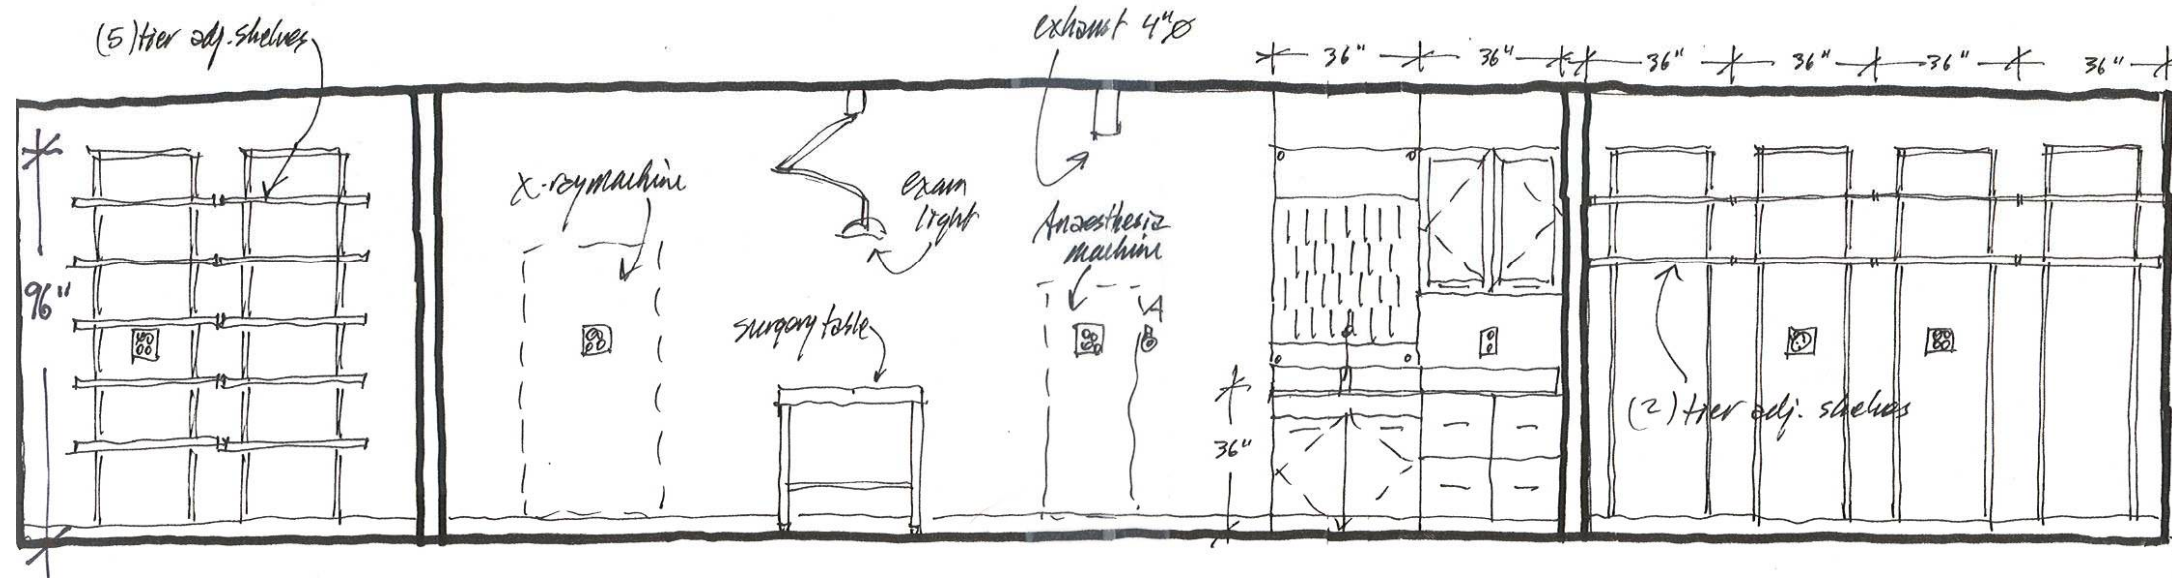 (5) tier adj. shelves
exhaust 4"Ø
36"
36"
36"
36"
36"
36"
96"
x-ray machine
exam
light
Anaesthesia
machine
surgery table
36"
(2) tier adj. shelves